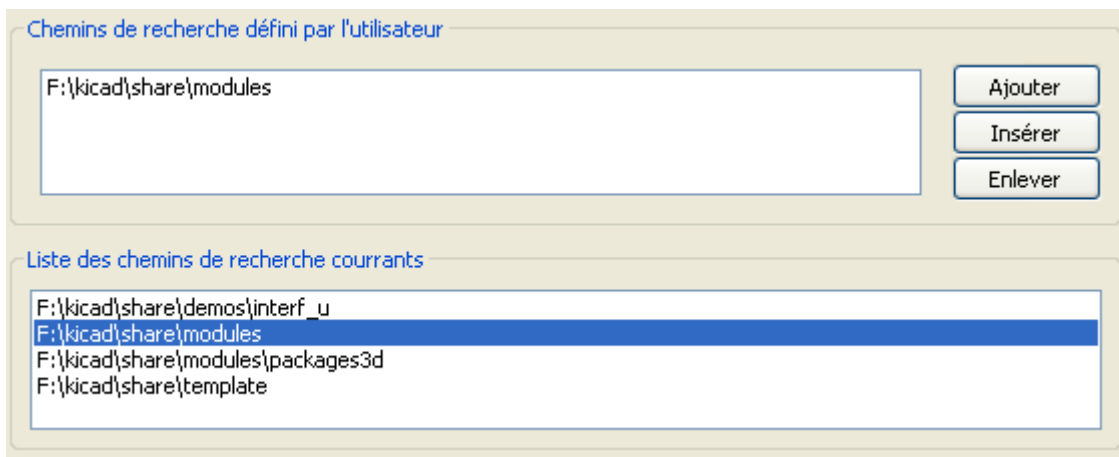 Chemins de recherche défini par l'utilisateur
F:\kicad\share\modules
Ajouter
Insérer
Enlever
Liste des chemins de recherche courrants
F:\kicad\share\demos\interf_u
F:\kicad\share\modules
F:\kicad\share\modules\packages3d
F:\kicad\share\template